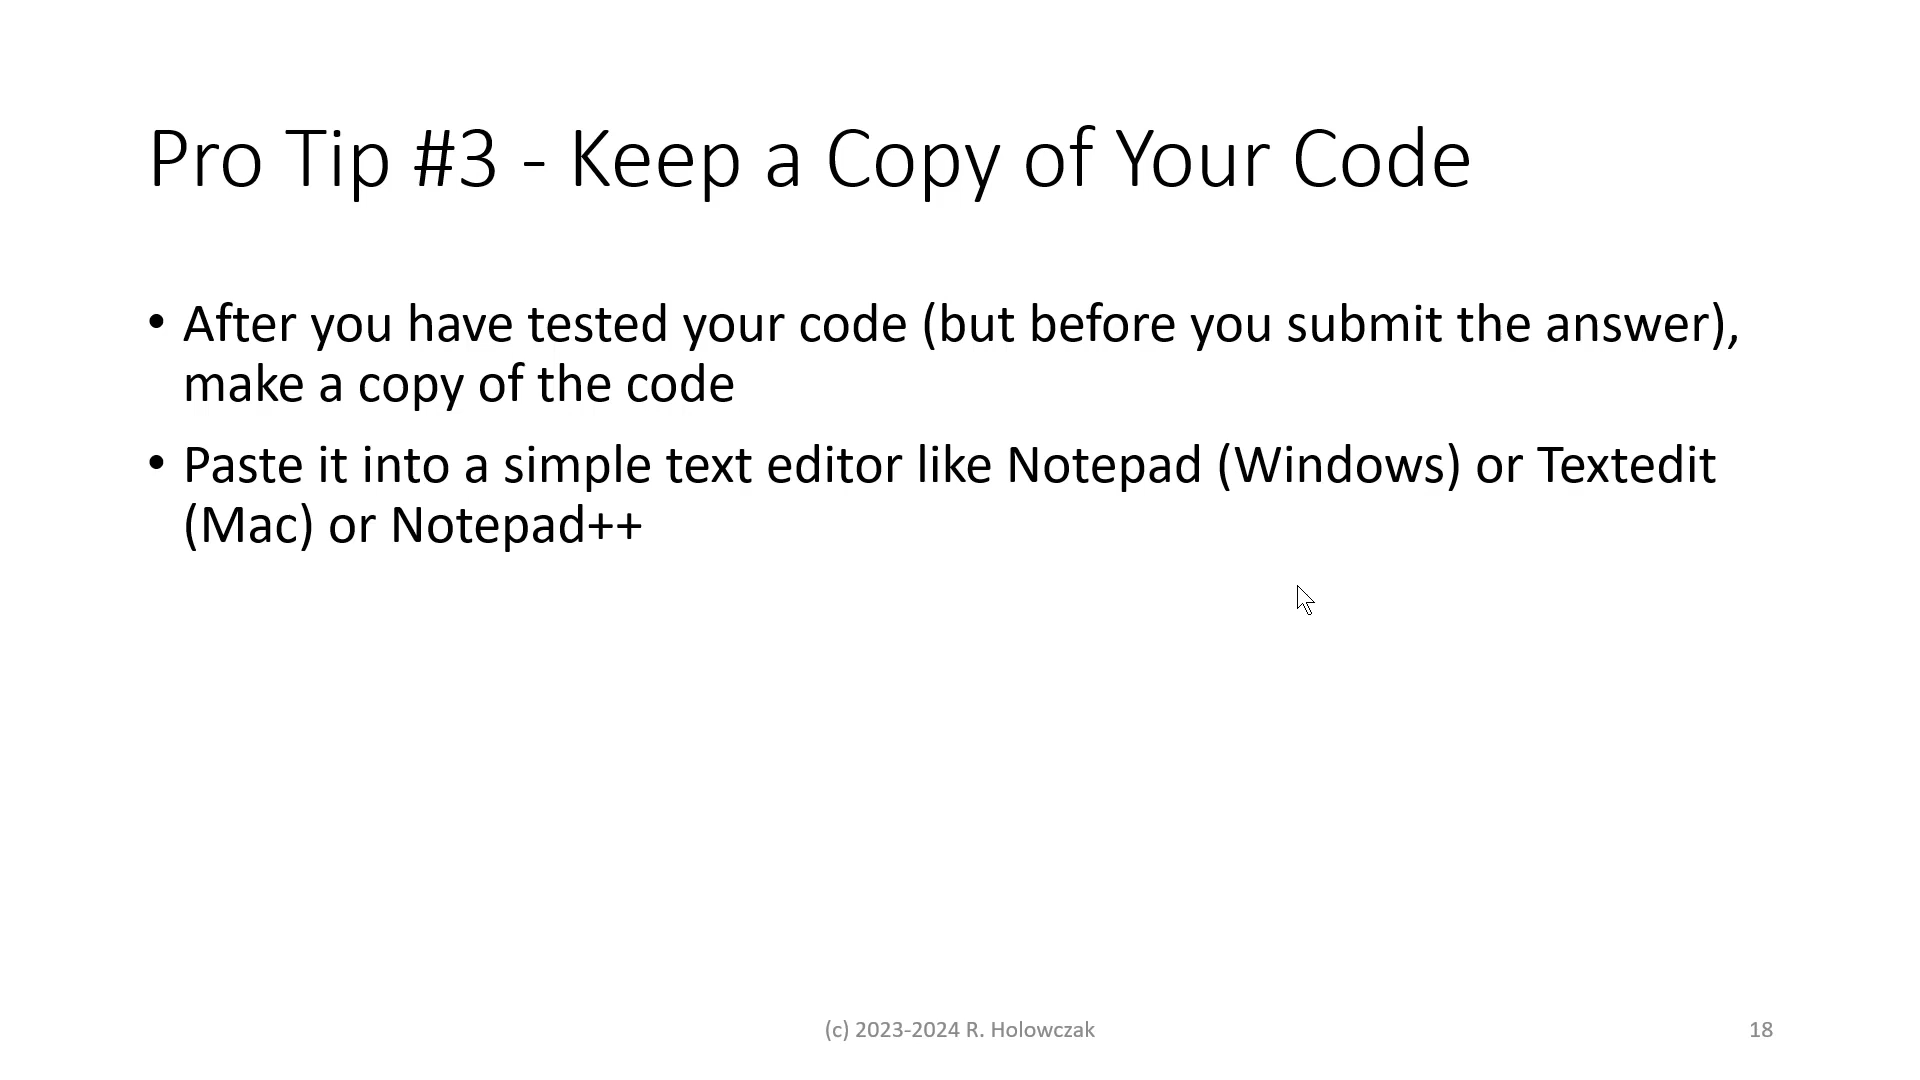 Pro Tip #3 - Keep a Copy of Your Code
• After you have tested your code (but before you submit the answer),
make a copy of the code
• Paste it into a simple text editor like Notepad (Windows) or Textedit
(Mac) or Notepad++
(c) 2023-2024 R. Holowczak
18